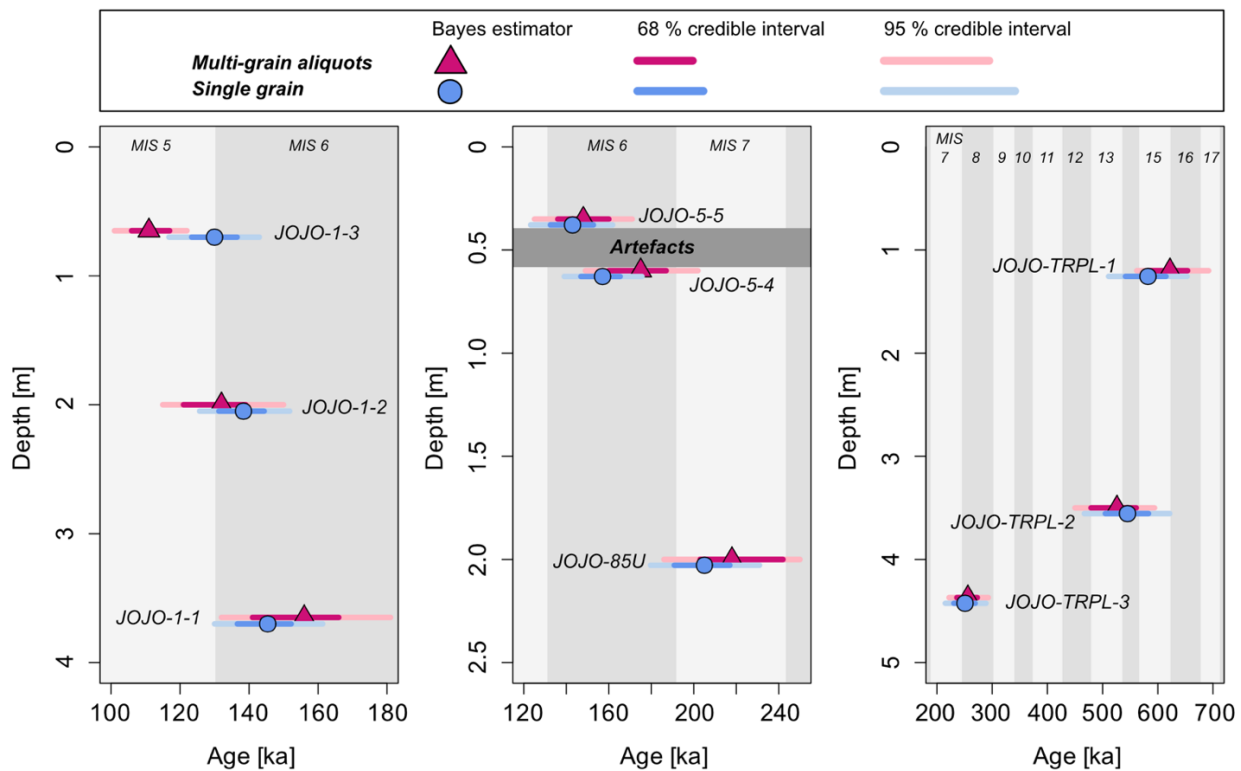 Bayes estimator 68 % credible interval 95 % credible interval
Multi-grain aliquots
Single grain
MIS 5 MIS 6
JOJO-1-3
JOJO-1-2
JOJO-1-1
0
1
2
3
4
Depth [m]
100 120 140 160 180
Age [ka]
MIS 6 MIS 7
JOJO-5-5
Artefacts
JOJO-5-4
JOJO-85U
0
0.5
1.0
1.5
2.0
2.5
Depth [m]
120 160 200 240
Age [ka]
MIS
7 8 9 10 11 12 13 15 16 17
JOJO-TRPL-1
JOJO-TRPL-2
JOJO-TRPL-3
0
1
2
3
4
5
Depth [m]
200 300 400 500 600 700
Age [ka]